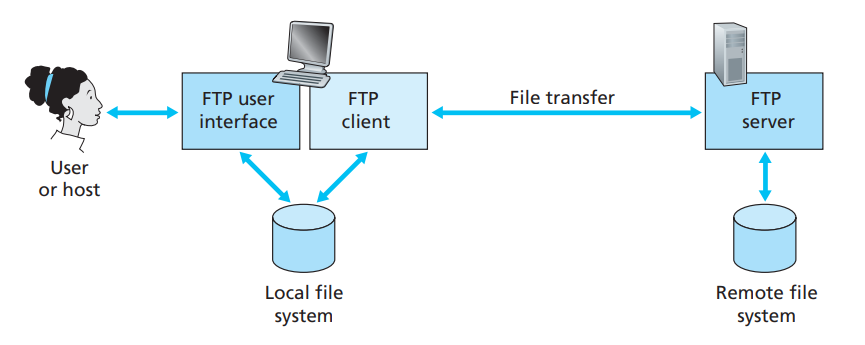 FTP user
interface
FTP
client
File transfer
FTP
server
User
or host
Local file
system
Remote file
system